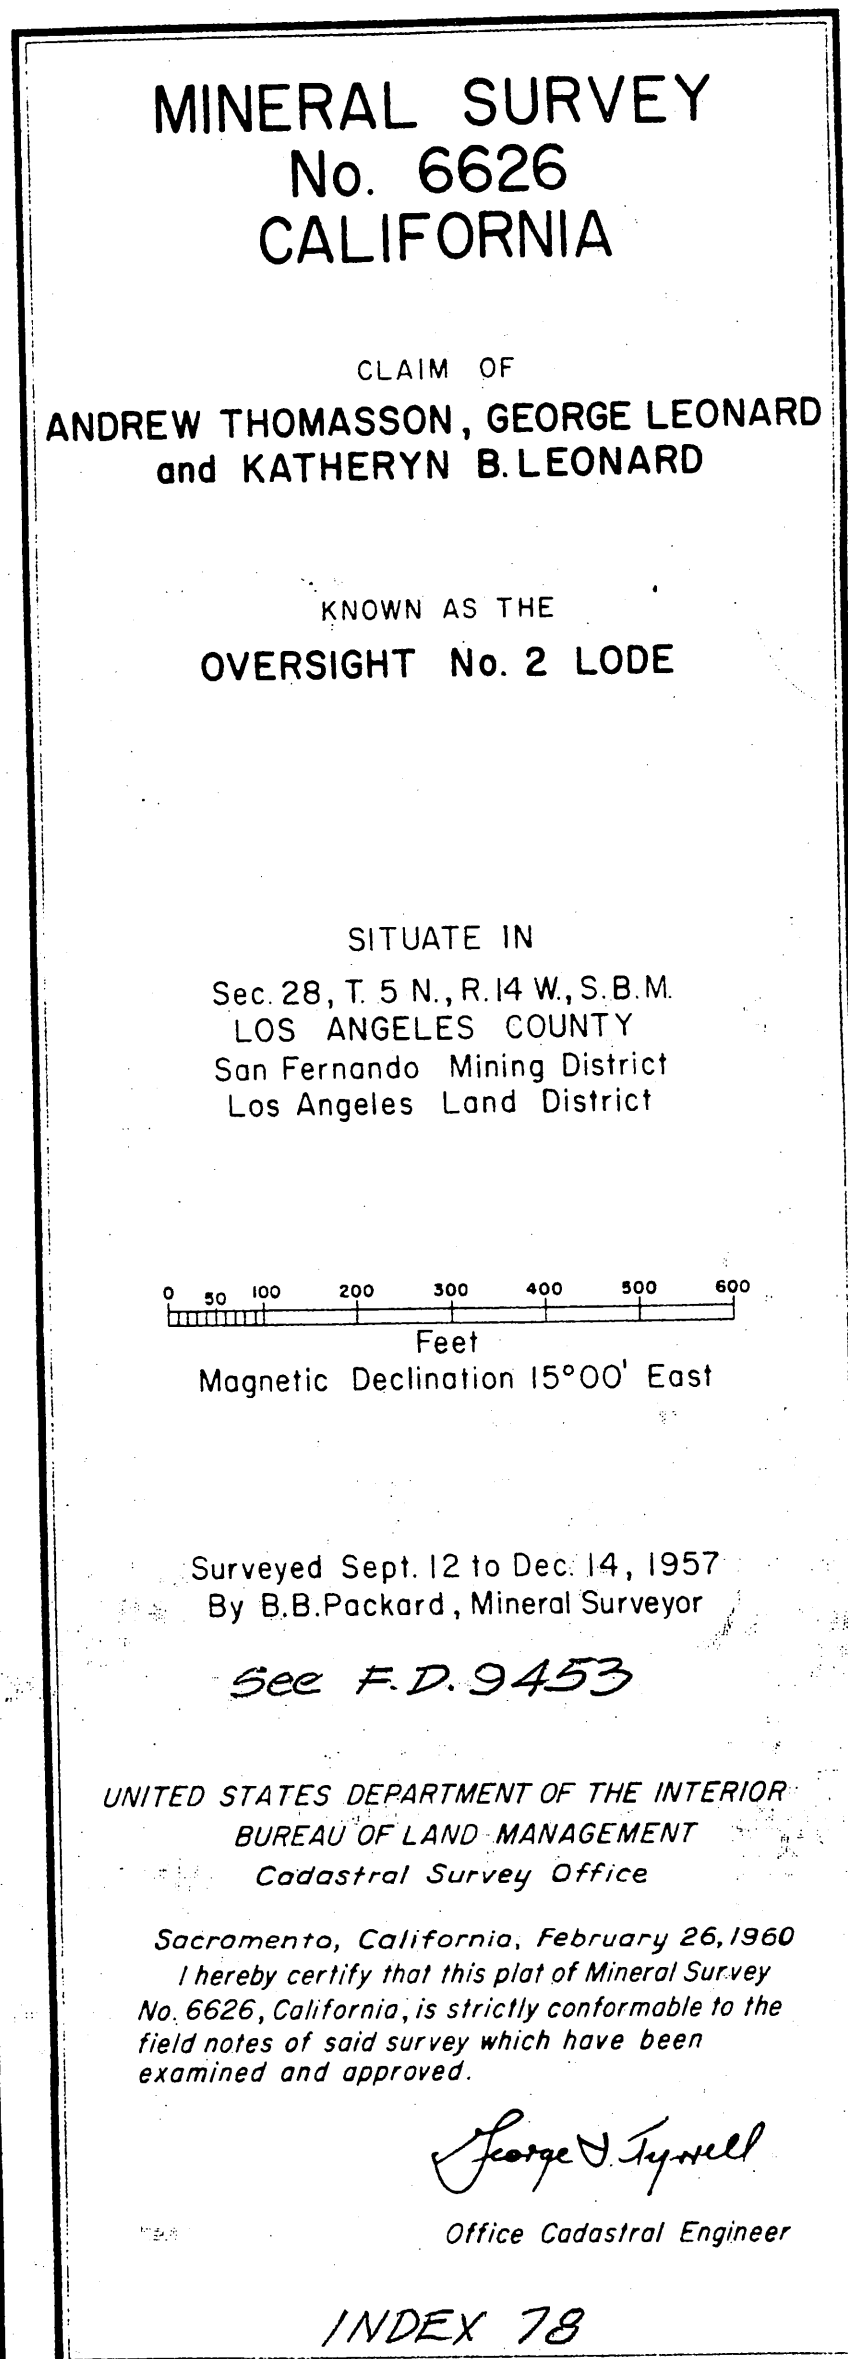 MINERAL SURVEY
No. 6626
CALIFORNIA
CLAIM OF
ANDREW THOMASSON, GEORGE LEONARD
and KATHERYN B. LEONARD
KNOWN AS THE
OVERSIGHT No. 2 LODE
SITUATE IN
Sec. 28, T. 5 N., R. 14 W., S.B.M.
LOS ANGELES COUNTY
San Fernando Mining District
Los Angeles Land District
0 50 100 200 300 400 500 600
Feet
Magnetic Declination 15°00' East
Surveyed Sept. 12 to Dec. 14, 1957
By B.B. Packard, Mineral Surveyor
See F.D. 9453
UNITED STATES DEPARTMENT OF THE INTERIOR
BUREAU OF LAND MANAGEMENT
Cadastral Survey Office
Sacramento, California, February 26, 1960
I hereby certify that this plat of Mineral Survey
No. 6626, California, is strictly conformable to the
field notes of said survey which have been
examined and approved.
George Tyrrell
Office Cadastral Engineer
INDEX 78